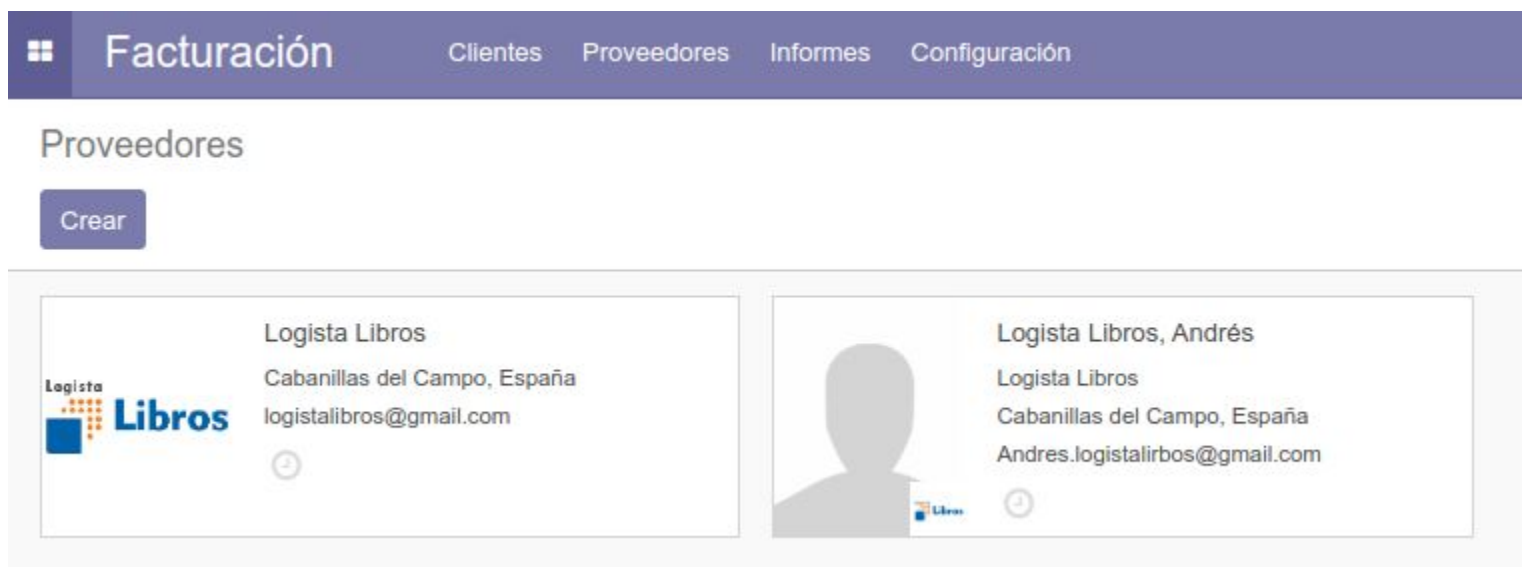 Facturación Clientes Proveedores Informes Configuración
Proveedores
Crear
Logista
Libros
Logista Libros
Cabanillas del Campo, España
logistalibros@gmail.com
Logista Libros, Andrés
Logista Libros
Cabanillas del Campo, España
Andres.logistalirbos@gmail.com
Libros